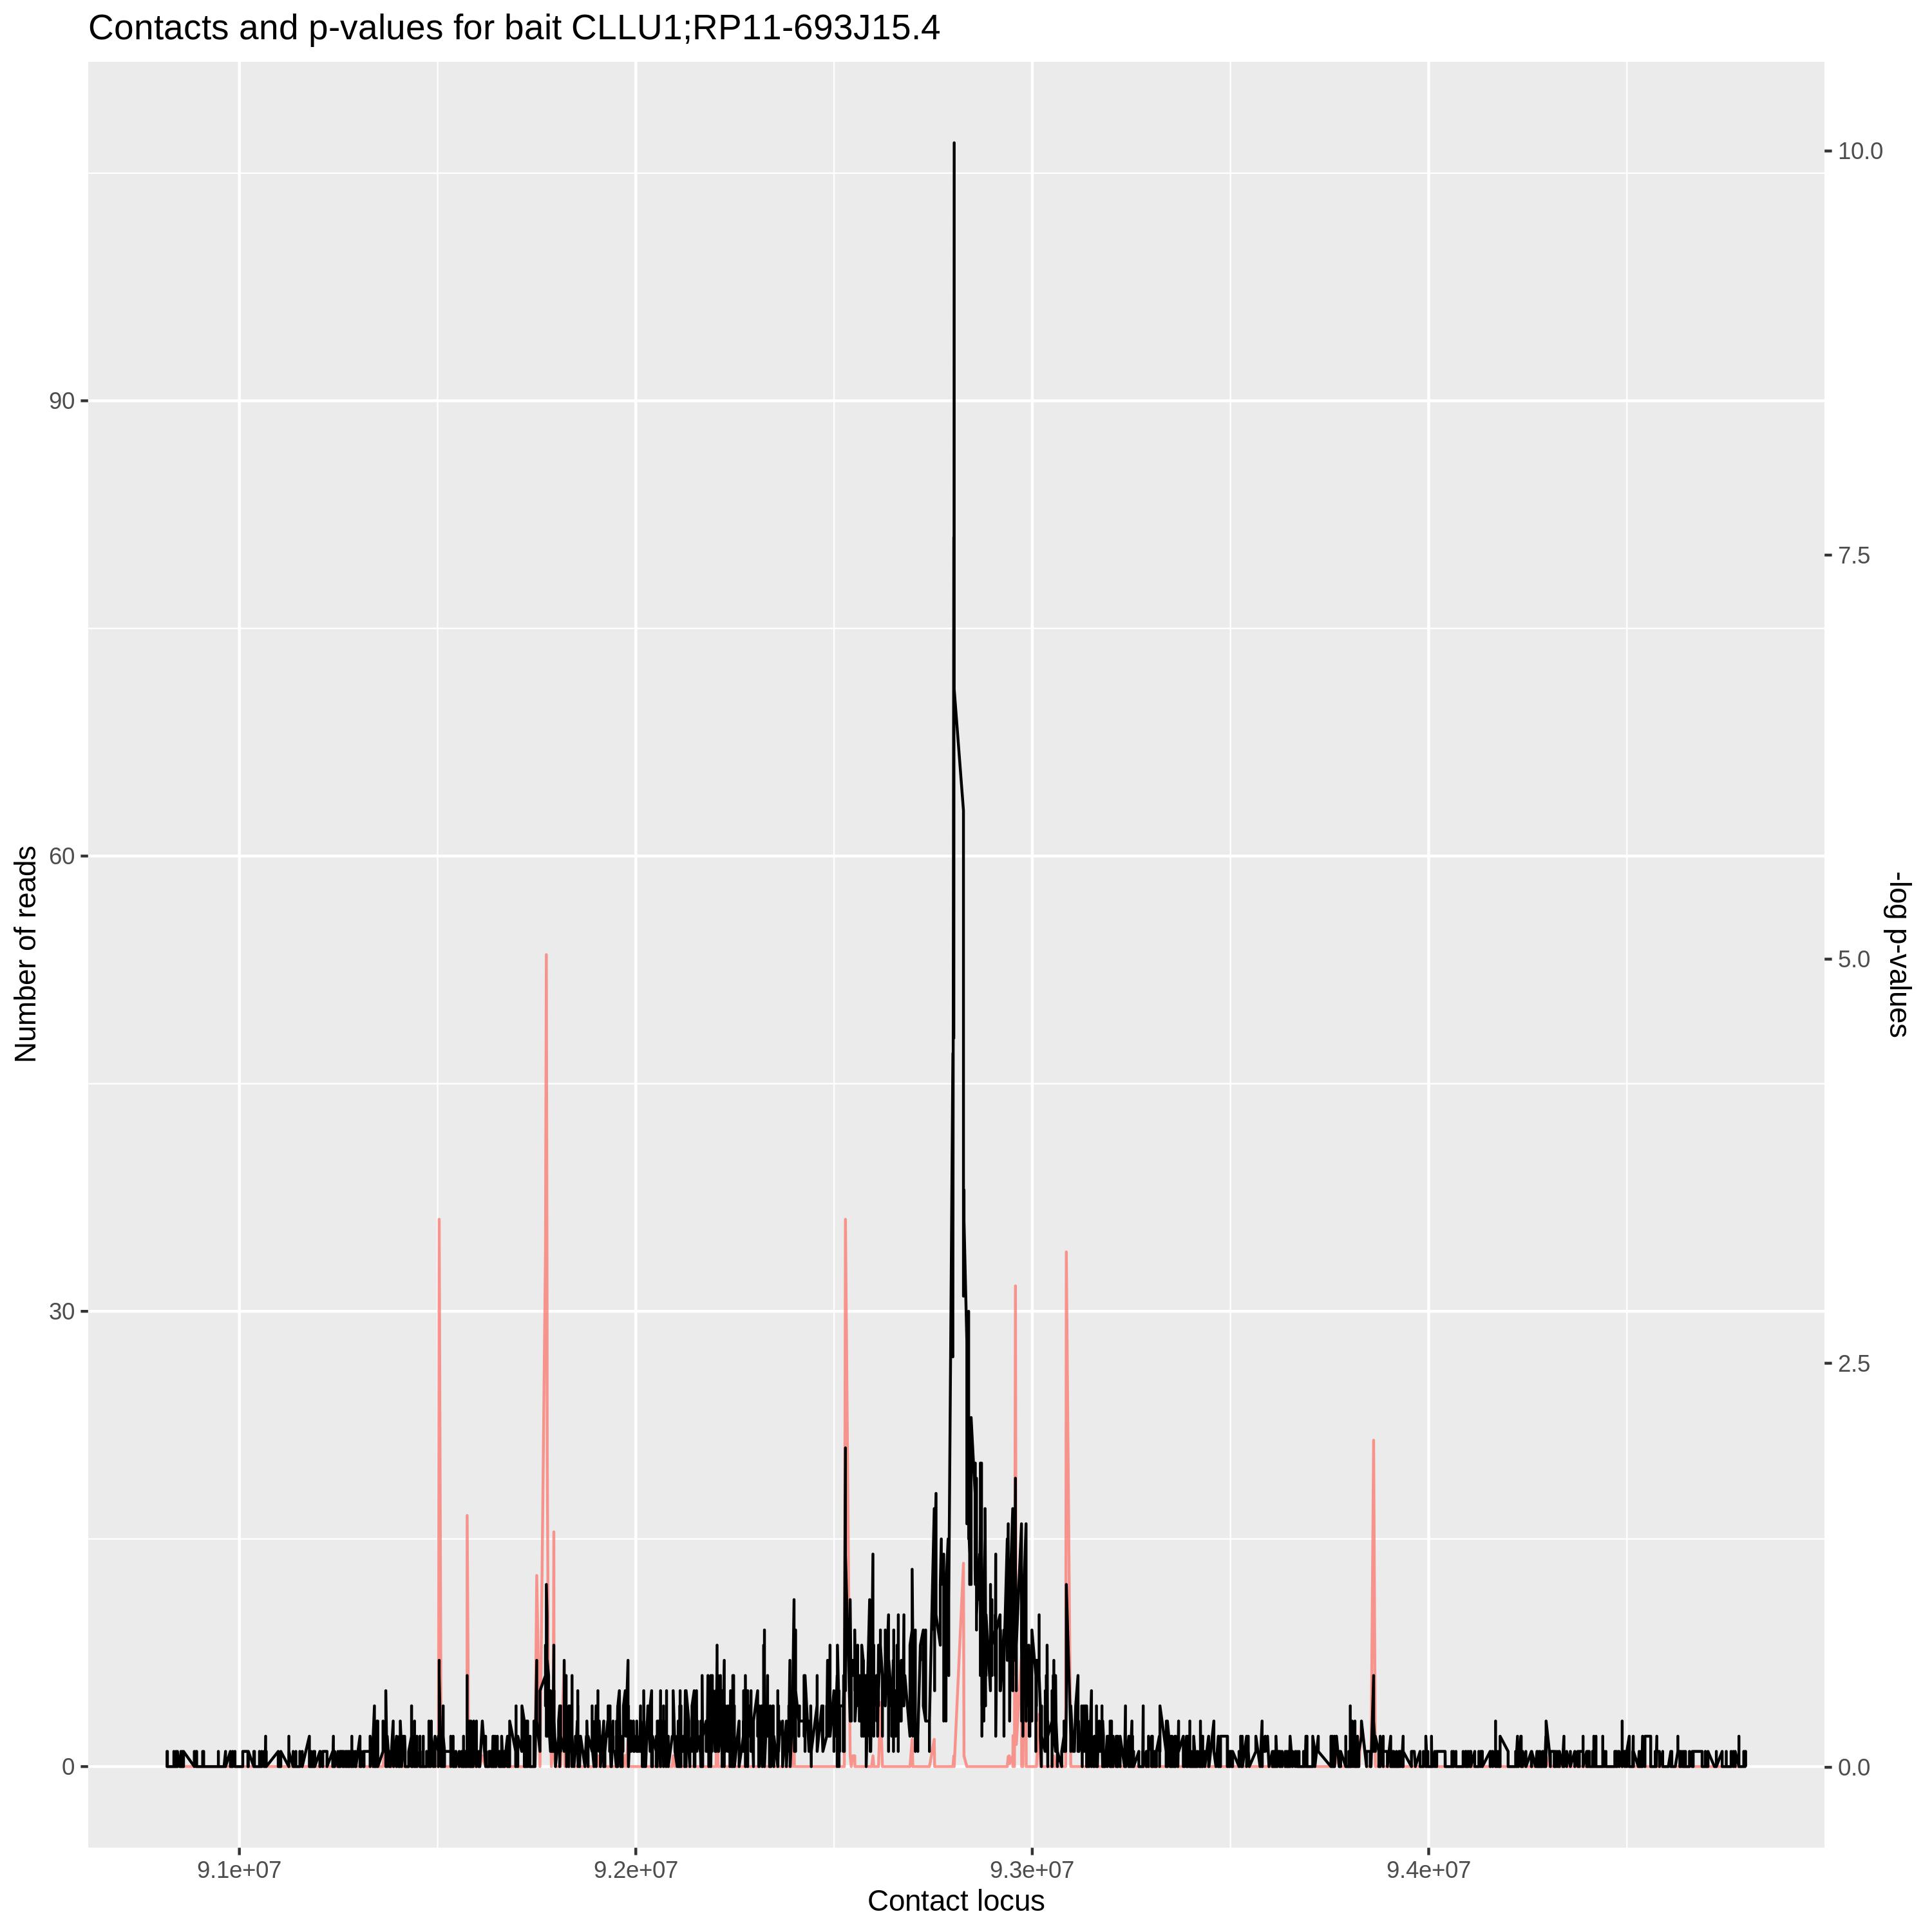 Contacts and p-values for bait CLLU1;RP11-693J15.4
Number of reads
90
60
30
0
10.0
7.5
5.0
2.5
0.0
-log p-values
9.1e+07 9.2e+07 9.3e+07 9.4e+07
Contact locus